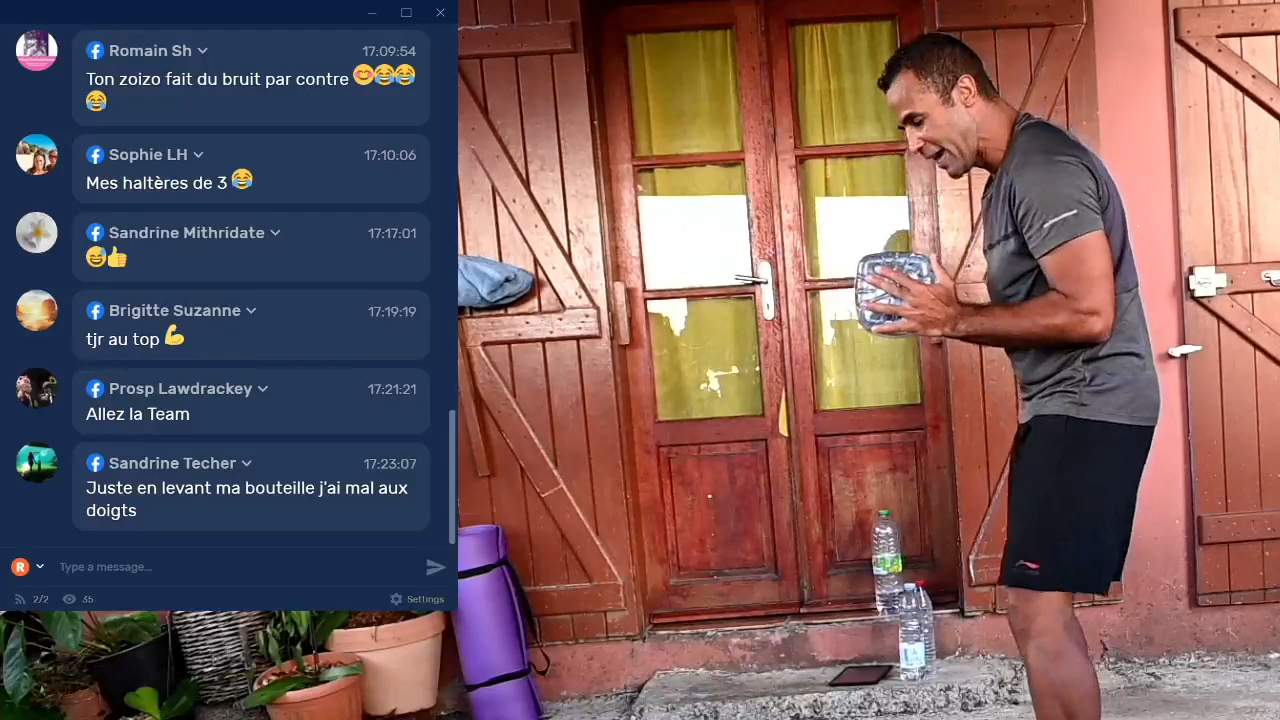 Romain Sh 17:09:54
Ton zoizo fait du bruit par contre 😊😂😂
😂
Sophie LH 17:10:06
Mes haltères de 3 😂
Sandrine Mithridate 17:17:01
😅👍
Brigitte Suzanne 17:19:19
tjr au top 💪
Prosp Lawdrackey 17:21:21
Allez la Team
Sandrine Techer 17:23:07
Juste en levant ma bouteille j'ai mal aux
doigts
R
Type a message...
2/2 35 Settings